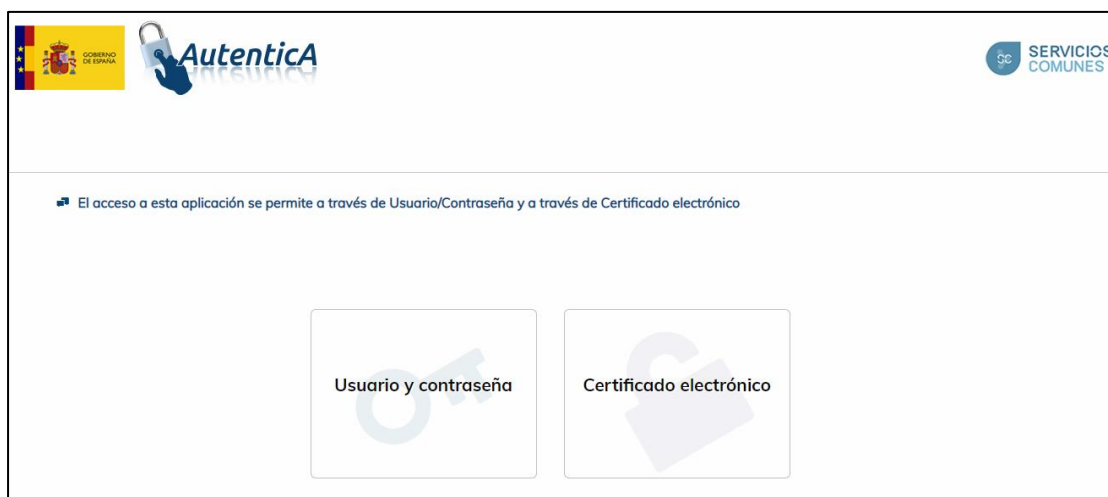 GOBIERNO
DE ESPAÑA
AutenticA
SERVICIOS
COMUNES
El acceso a esta aplicación se permite a través de Usuario/Contraseña y a través de Certificado electrónico
Usuario y contraseña
Certificado electrónico